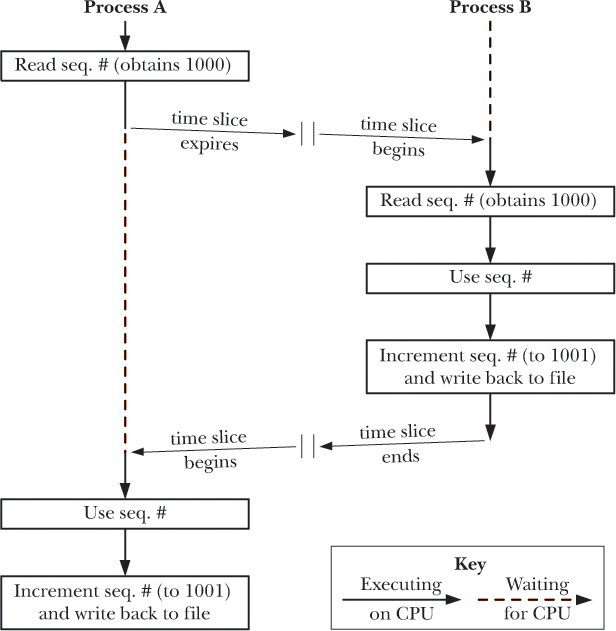 Process A
Process B
Read seq. # (obtains 1000)
time slice
expires
time slice
begins
Read seq. # (obtains 1000)
Use seq. #
Increment seq. # (to 1001)
and write back to file
time slice
begins
time slice
ends
Use seq. #
Increment seq. # (to 1001)
and write back to file
Key
Executing
on CPU
Waiting
for CPU